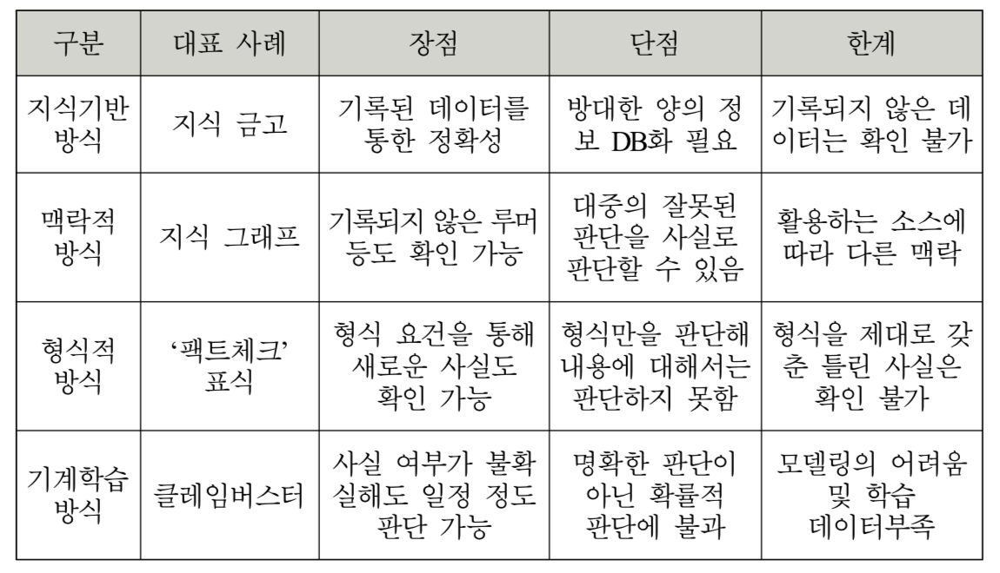 구분
대표 사례
장점
단점
한계
지식기반
방식
지식 금고
기록된 데이터를
통한 정확성
방대한 양의 정
보 DB화 필요
기록되지 않은 데
이터는 확인 불가
맥락적
방식
지식 그래프
기록되지 않은 루머
등도 확인 가능
대중의 잘못된
판단을 사실로
판단할 수 있음
활용하는 소스에
따라 다른 맥락
형식적
방식
‘팩트체크’
표식
형식 요건을 통해
새로운 사실도
확인 가능
형식만을 판단해
내용에 대해서는
판단하지 못함
형식을 제대로 갖
춘 틀린 사실은
확인 불가
기계학습
방식
클레임버스터
사실 여부가 불확
실해도 일정 정도
판단 가능
명확한 판단이
아닌 확률적
판단에 불과
모델링의 어려움
및 학습
데이터부족